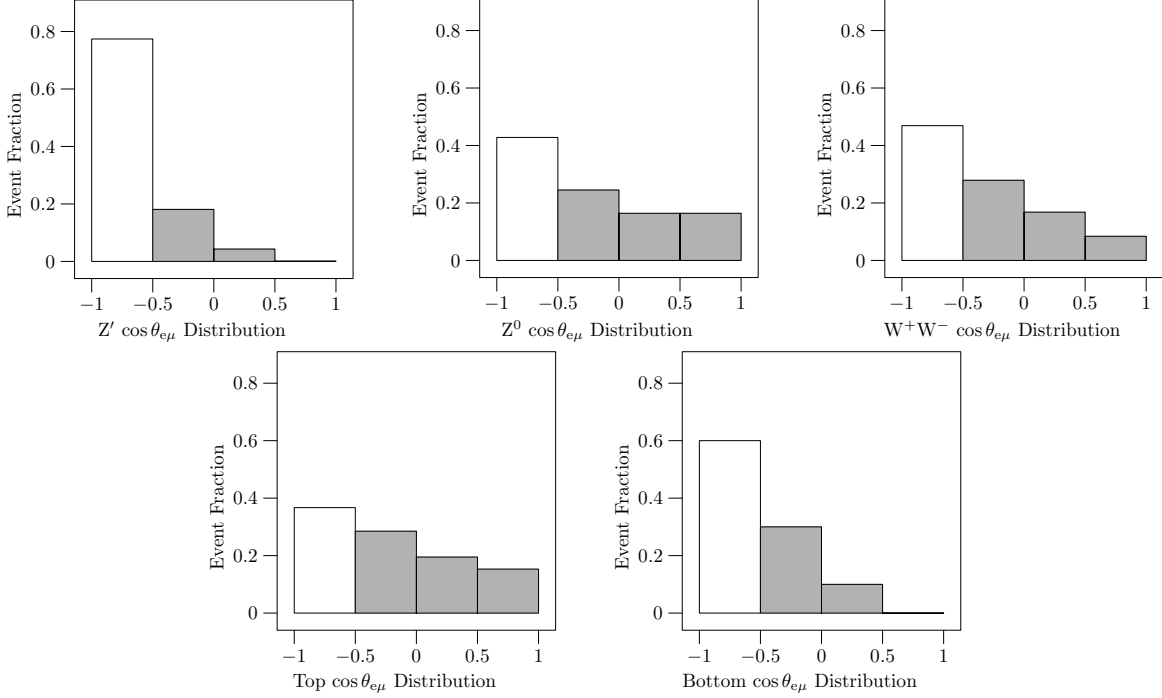 0.8
0.6
0.4
0.2
0
Event Fraction
−1 −0.5 0 0.5 1
Z′ cos θeμ Distribution
0.8
0.6
0.4
0.2
0
Event Fraction
−1 −0.5 0 0.5 1
Z⁰ cos θeμ Distribution
0.8
0.6
0.4
0.2
0
Event Fraction
−1 −0.5 0 0.5 1
W⁺W⁻ cos θeμ Distribution
0.8
0.6
0.4
0.2
0
Event Fraction
−1 −0.5 0 0.5 1
Top cos θeμ Distribution
0.8
0.6
0.4
0.2
0
Event Fraction
−1 −0.5 0 0.5 1
Bottom cos θeμ Distribution